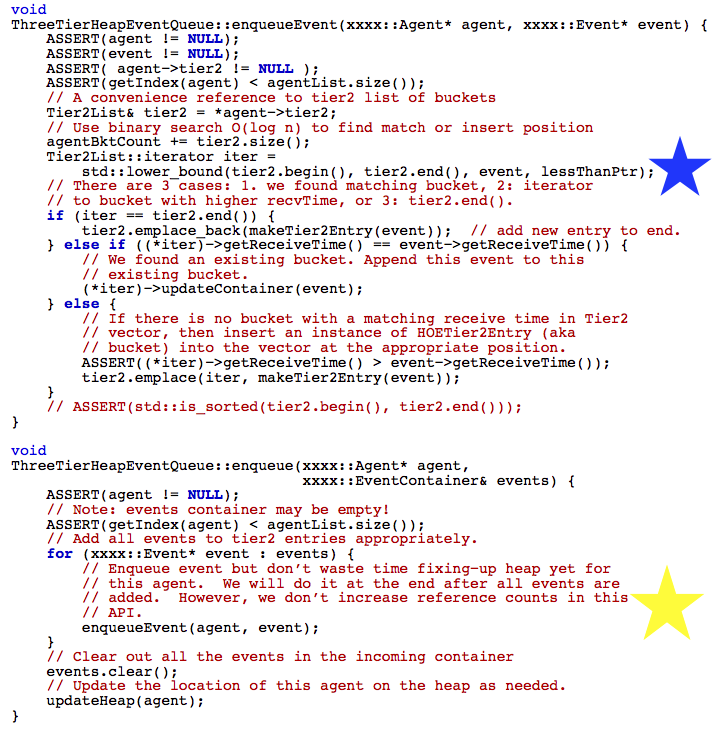 void
ThreeTierHeapEventQueue::enqueueEvent(xxxx::Agent* agent, xxxx::Event* event) {
    ASSERT(agent != NULL);
    ASSERT(event != NULL);
    ASSERT( agent->tier2 != NULL );
    ASSERT(getIndex(agent) < agentList.size());
    // A convenience reference to tier2 list of buckets
    Tier2List& tier2 = *agent->tier2;
    // Use binary search O(log n) to find match or insert position
    agentBktCount += tier2.size();
    Tier2List::iterator iter =
        std::lower_bound(tier2.begin(), tier2.end(), event, lessThanPtr);
    // There are 3 cases: 1. we found matching bucket, 2: iterator
    // to bucket with higher recvTime, or 3: tier2.end().
    if (iter == tier2.end()) {
        tier2.emplace_back(makeTier2Entry(event));  // add new entry to end.
    } else if ((*iter)->getReceiveTime() == event->getReceiveTime()) {
        // We found an existing bucket. Append this event to this
        // existing bucket.
        (*iter)->updateContainer(event);
    } else {
        // If there is no bucket with a matching receive time in Tier2
        // vector, then insert an instance of HOETier2Entry (aka
        // bucket) into the vector at the appropriate position.
        ASSERT((*iter)->getReceiveTime() > event->getReceiveTime());
        tier2.emplace(iter, makeTier2Entry(event));
    }
    // ASSERT(std::is_sorted(tier2.begin(), tier2.end()));
}
void
ThreeTierHeapEventQueue::enqueue(xxxx::Agent* agent,
                                 xxxx::EventContainer& events) {
    ASSERT(agent != NULL);
    // Note: events container may be empty!
    ASSERT(getIndex(agent) < agentList.size());
    // Add all events to tier2 entries appropriately.
    for (xxxx::Event* event : events) {
        // Enqueue event but don't waste time fixing-up heap yet for
        // this agent.  We will do it at the end after all events are
        // added.  However, we don't increase reference counts in this
        // API.
        enqueueEvent(agent, event);
    }
    // Clear out all the events in the incoming container
    events.clear();
    // Update the location of this agent on the heap as needed.
    updateHeap(agent);
}